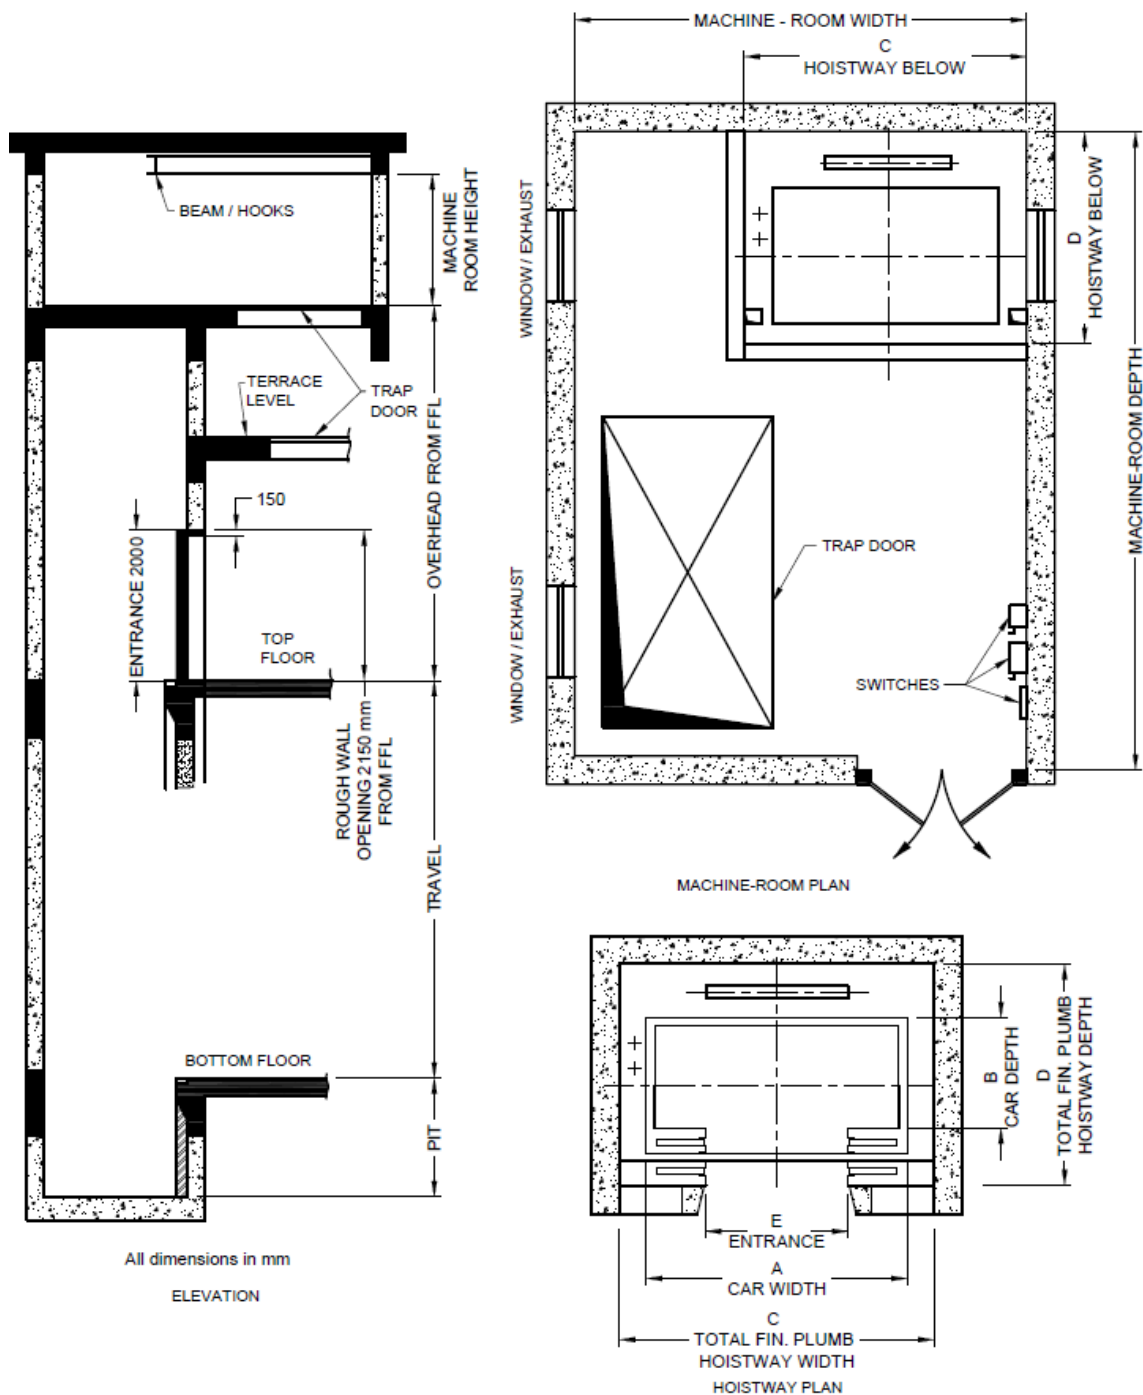 BEAM / HOOKS
MACHINE
ROOM HEIGHT
TERRACE
LEVEL
TRAP
DOOR
OVERHEAD FROM FFL
150
ENTRANCE 2000
TOP
FLOOR
ROUGH WALL
OPENING 2150 mm
FROM FFL
TRAVEL
BOTTOM FLOOR
PIT
All dimensions in mm
ELEVATION
MACHINE - ROOM WIDTH
C
HOISTWAY BELOW
WINDOW / EXHAUST
D
HOISTWAY BELOW
MACHINE-ROOM DEPTH
TRAP DOOR
WINDOW / EXHAUST
SWITCHES
MACHINE-ROOM PLAN
B
CAR DEPTH
D
TOTAL FIN. PLUMB
HOISTWAY DEPTH
E
ENTRANCE
A
CAR WIDTH
C
TOTAL FIN. PLUMB
HOISTWAY WIDTH
HOISTWAY PLAN